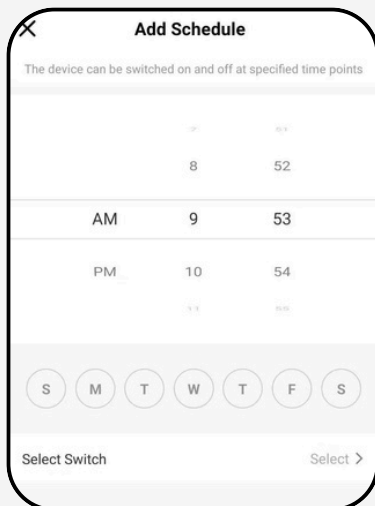 Add Schedule
The device can be switched on and off at specified time points
8 52
AM 9 53
PM 10 54
S M T W T F S
Select Switch Select >